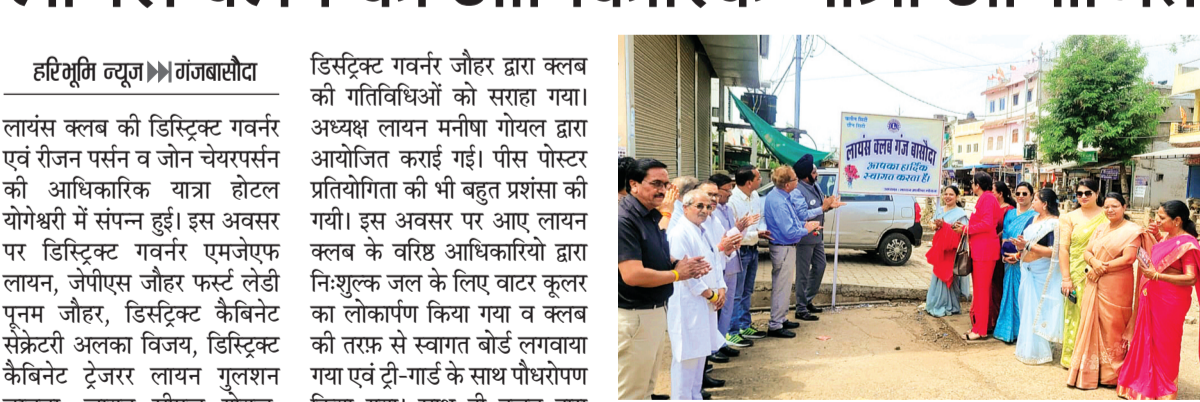 हरिभूमि न्यूज गंजबासौदा
लायंस क्लब की डिस्ट्रिक्ट गवर्नर
एवं रीजन पर्सन व जोन चेयरपर्सन
की आधिकारिक यात्रा होटल
योगेश्वरी में संपन्न हुई। इस अवसर
पर डिस्ट्रिक्ट गवर्नर एमजेएफ
लायन, जेपीएस जौहर फर्स्ट लेडी
पूनम जौहर, डिसट्रिक्ट कैबिनेट
सेक्रेटरी अलका विजय, डिस्ट्रिक्ट
कैबिनेट ट्रेजरर लायन गुलशन
डिसट्रिक्ट गवर्नर जौहर द्वारा क्लब
की गतिविधिओं को सराहा गया।
अध्यक्ष लायन मनीषा गोयल द्वारा
आयोजित कराई गई। पीस पोस्टर
प्रतियोगिता की भी बहुत प्रशंसा की
गयी। इस अवसर पर आए लायन
क्लब के वरिष्ठ आधिकारियो द्वारा
निःशुल्क जल के लिए वाटर कूलर
का लोकार्पण किया गया व क्लब
की तरफ़ से स्वागत बोर्ड लगवाया
गया एवं ट्री-गार्ड के साथ पौधरोपण
लायंस क्लब गंज बासौदा
आपका हार्दिक
स्वागत करता है।